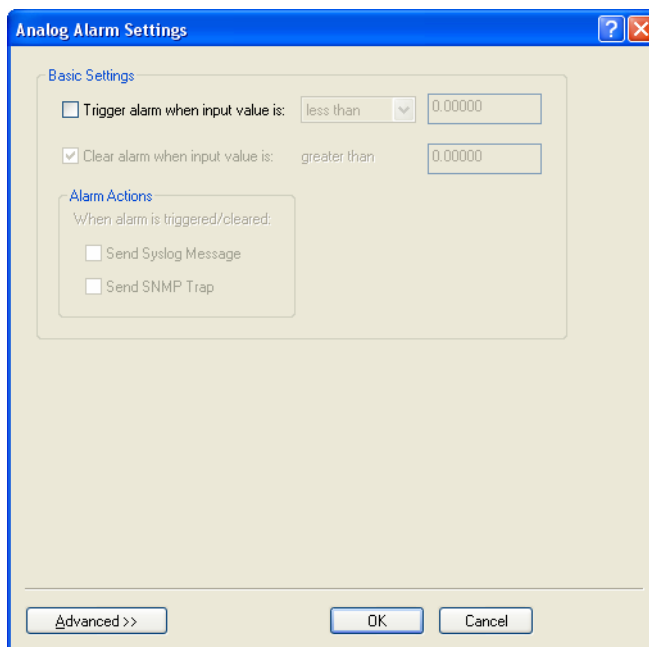 Analog Alarm Settings
Basic Settings
Trigger alarm when input value is: less than 0.00000
Clear alarm when input value is: greater than 0.00000
Alarm Actions
When alarm is triggered/cleared:
Send Syslog Message
Send SNMP Trap
Advanced >> OK Cancel